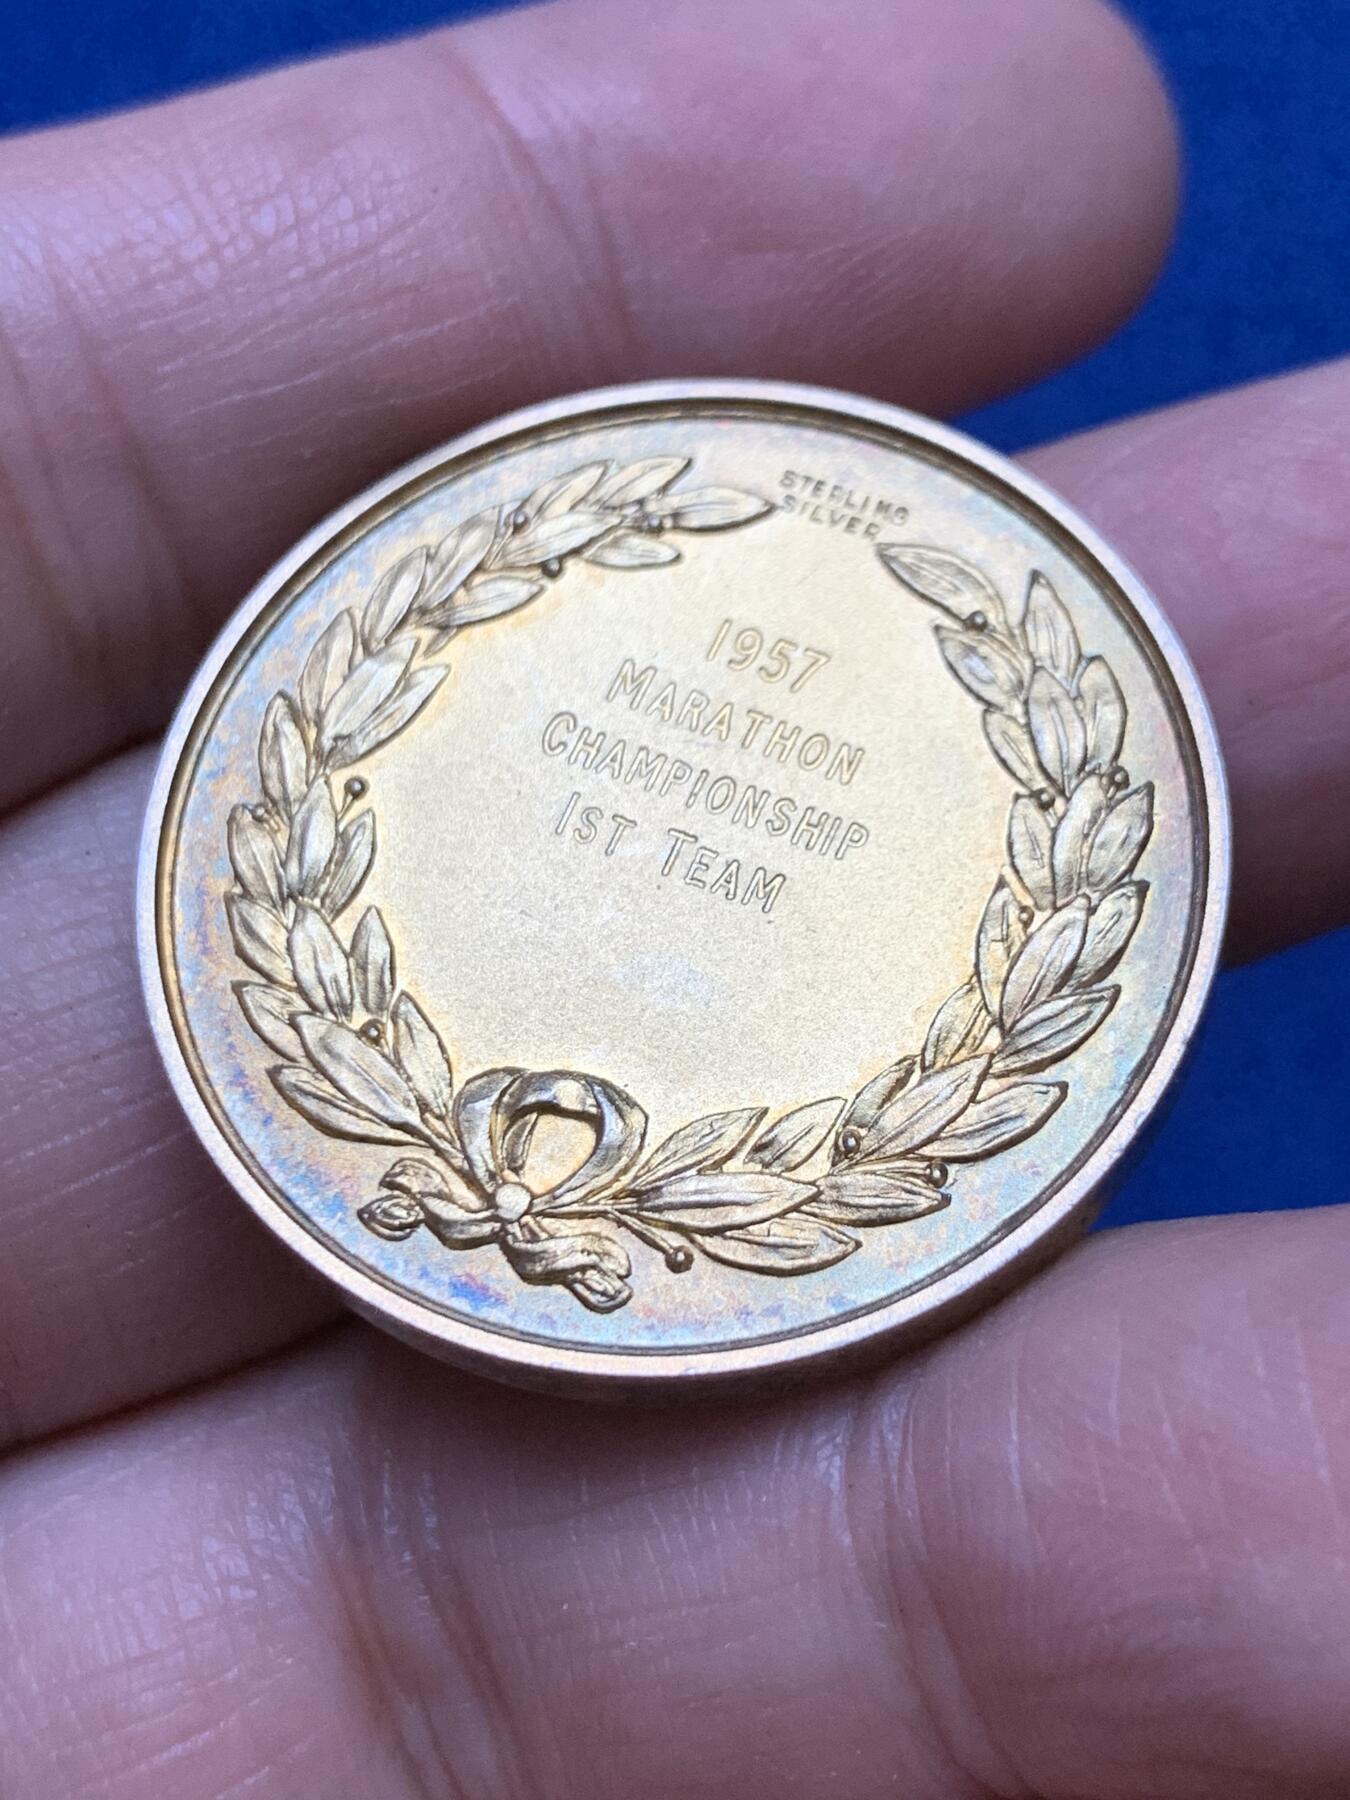 STERLING
SILVER
1957
MARATHON
CHAMPIONSHIP
1ST TEAM